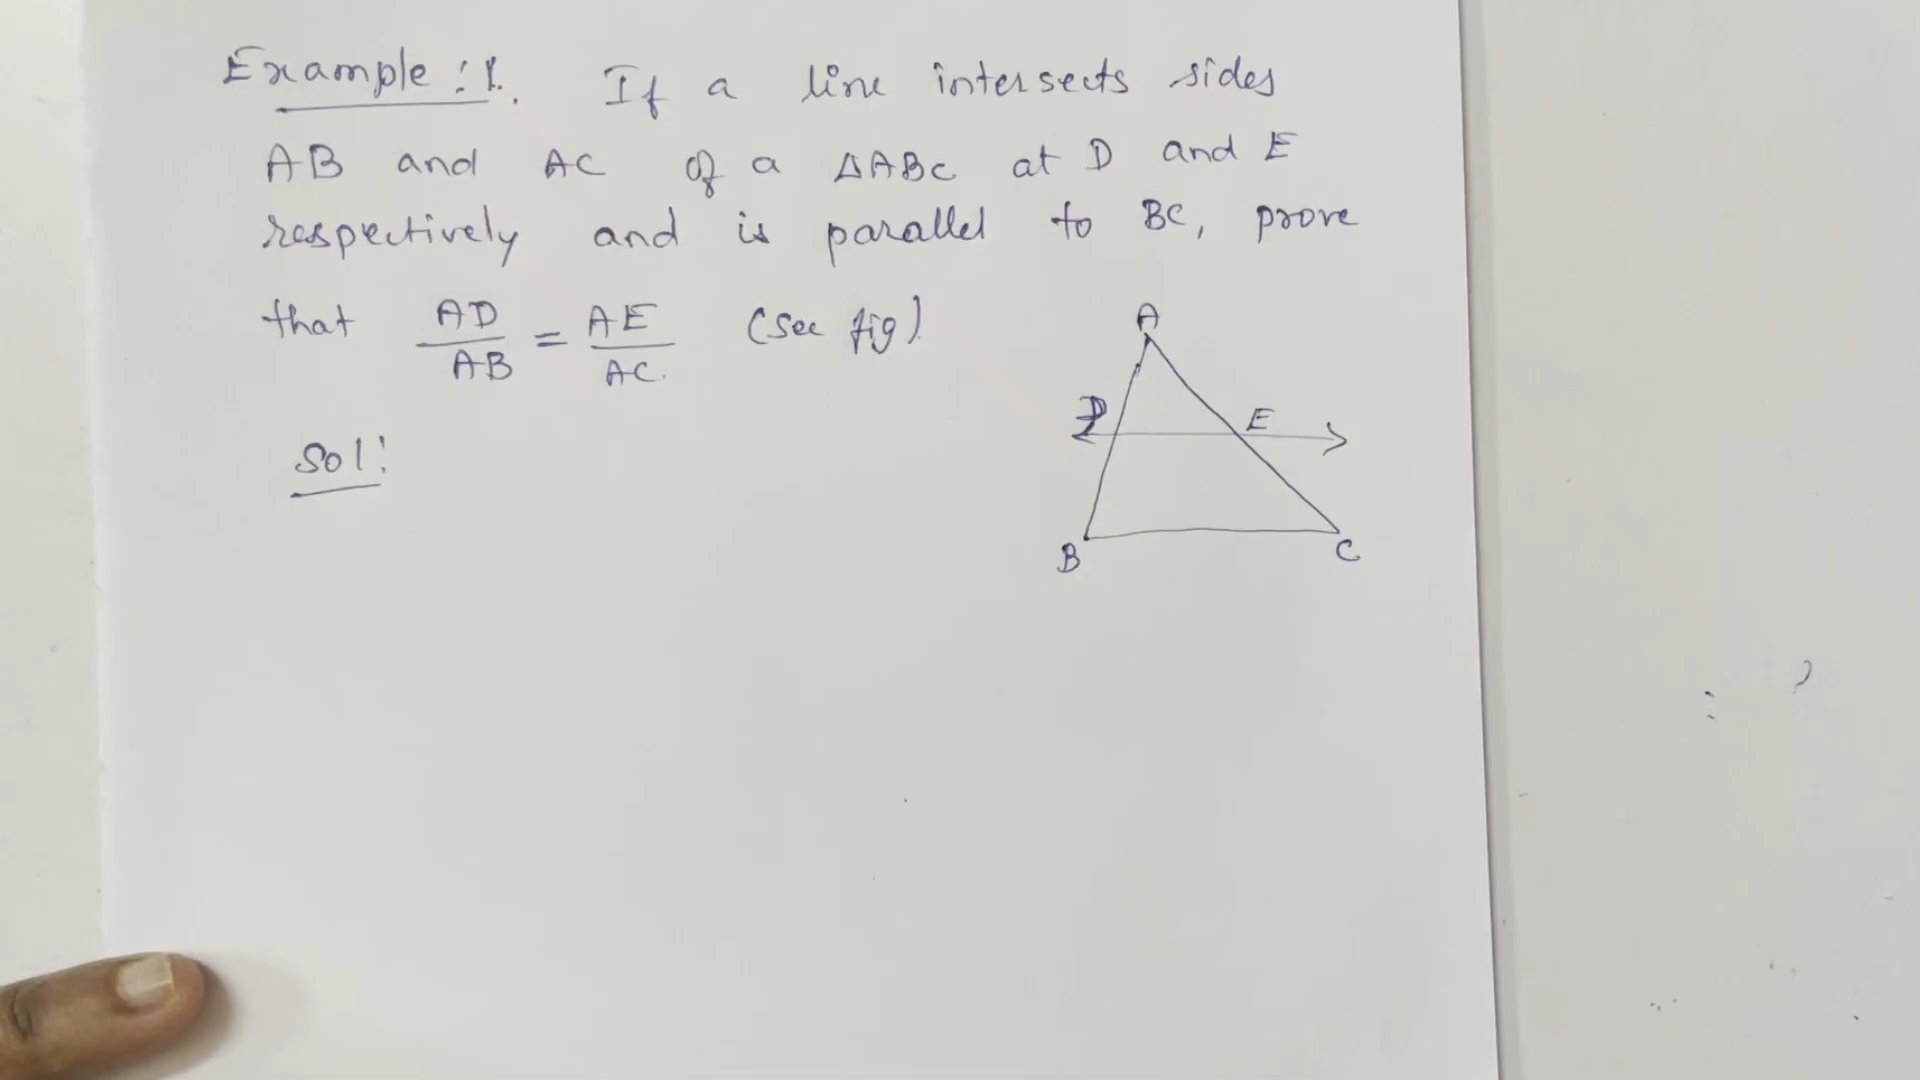 Example : 1. If a line intersects sides
AB and AC of a ΔABC at D and E
respectively and is parallel to BC, prove
that AD/AB = AE/AC. (see fig)
A
D E
Sol:
B C